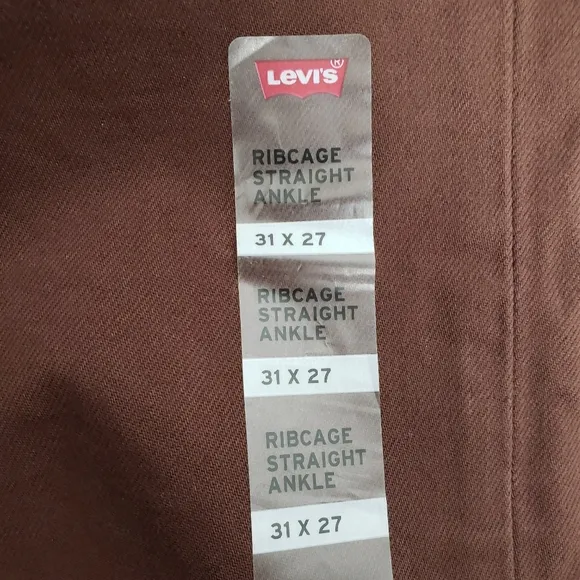 LEVI'S ®
RIBCAGE
STRAIGHT
ANKLE
31 X 27
RIBCAGE
STRAIGHT
ANKLE
31 X 27
RIBCAGE
STRAIGHT
ANKLE
31 X 27